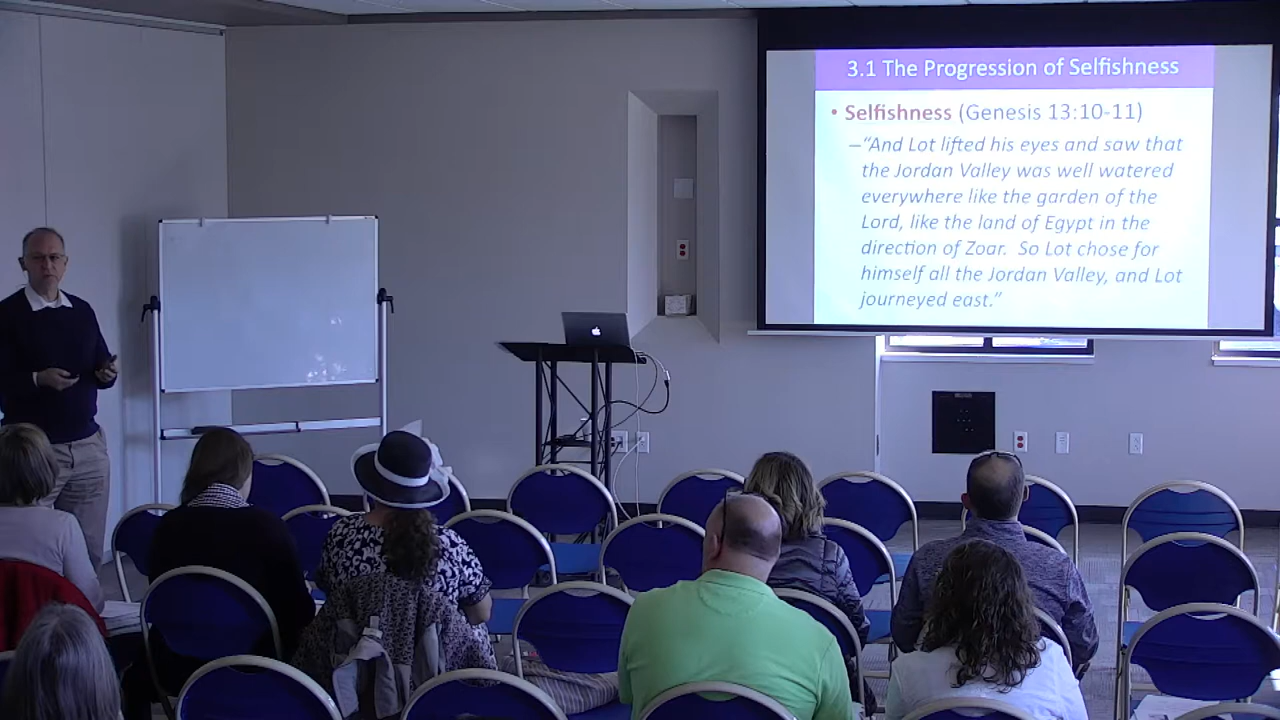 3.1 The Progression of Selfishness
• Selfishness (Genesis 13:10-11)
–“And Lot lifted his eyes and saw that
the Jordan Valley was well watered
everywhere like the garden of the
Lord, like the land of Egypt in the
direction of Zoar.  So Lot chose for
himself all the Jordan Valley, and Lot
journeyed east.”